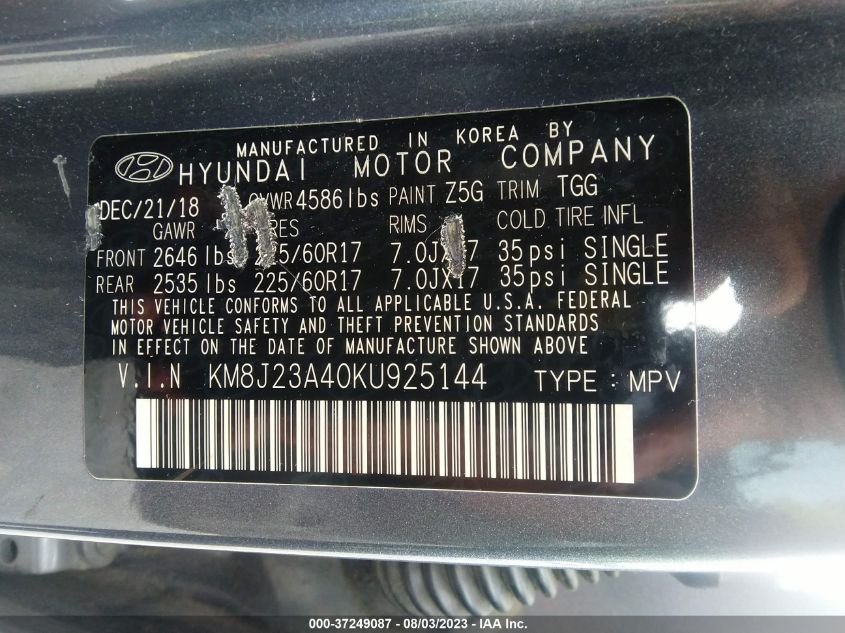 MANUFACTURED IN KOREA BY
HYUNDAI MOTOR COMPANY
DEC/21/18 GVWR 4586 lbs PAINT Z5G TRIM TGG
GAWR RIMS COLD TIRE INFL
FRONT 2646 lbs 225/60R17 7.0JX17 35psi SINGLE
REAR 2535 lbs 225/60R17 7.0JX17 35psi SINGLE
THIS VEHICLE CONFORMS TO ALL APPLICABLE U.S.A. FEDERAL
MOTOR VEHICLE SAFETY AND THEFT PREVENTION STANDARDS
IN EFFECT ON THE DATE OF MANUFACTURE SHOWN ABOVE
V.I.N KM8J23A40KU925144 TYPE : MPV
000-37249087 - 08/03/2023 - IAA Inc.